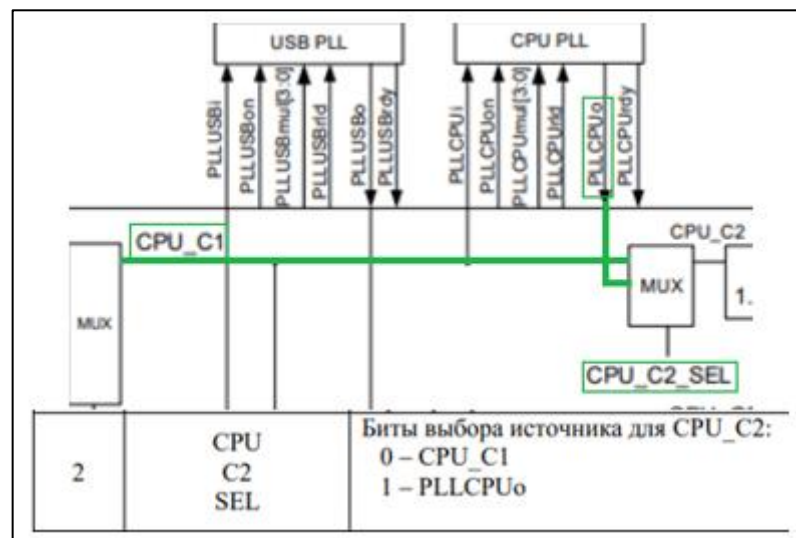 USB PLL
CPU PLL
PLLUSBi
PLLUSBon
PLLUSBmul[3:0]
PLLUSBrld
PLLUSBo
PLLUSBrdy
PLLCPUi
PLLCPUon
PLLCPUmul[3:0]
PLLCPUrld
PLLCPUo
PLLCPUrdy
CPU_C1
CPU_C2
MUX
MUX
1.
CPU_C2_SEL
2
CPU
C2
SEL
Биты выбора источника для CPU_C2:
0 – CPU_C1
1 – PLLCPUo